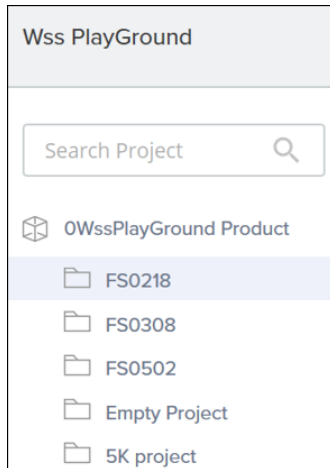 Wss PlayGround
Search Project
0WssPlayGround Product
FS0218
FS0308
FS0502
Empty Project
5K project